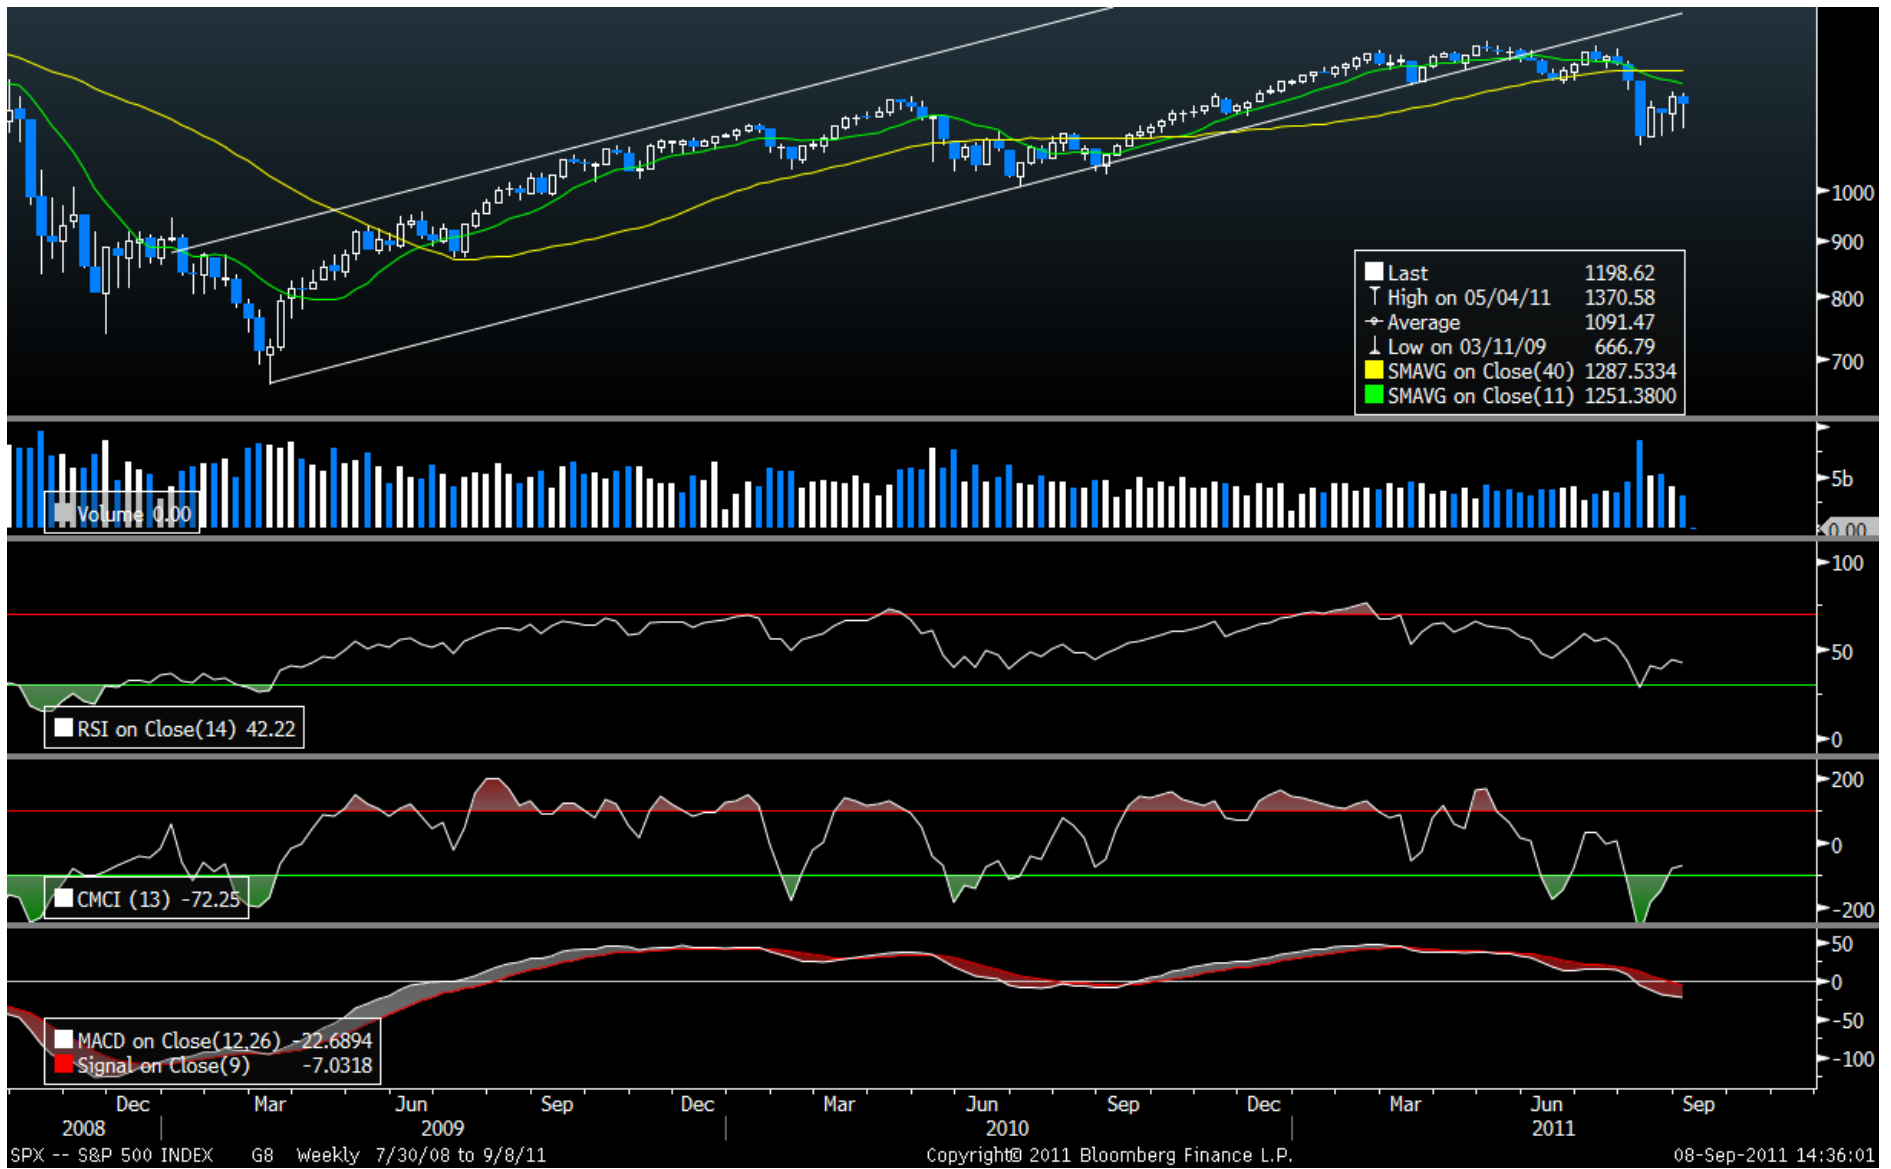 1000
900
800
700
Last 1198.62
High on 05/04/11 1370.58
Average 1091.47
Low on 03/11/09 666.79
SMAVG on Close(40) 1287.5334
SMAVG on Close(11) 1251.3800
5b
Volume 0.00
0.00
100
50
0
RSI on Close(14) 42.22
200
0
-200
CMCI (13) -72.25
50
0
-50
-100
MACD on Close(12,26) -22.6894
Signal on Close(9) -7.0318
Dec Mar Jun Sep Dec Mar Jun Sep Dec Mar Jun Sep
2008 2009 2010 2011
SPX -- S&P 500 INDEX G8 Weekly 7/30/08 to 9/8/11 Copyright© 2011 Bloomberg Finance L.P. 08-Sep-2011 14:36:01